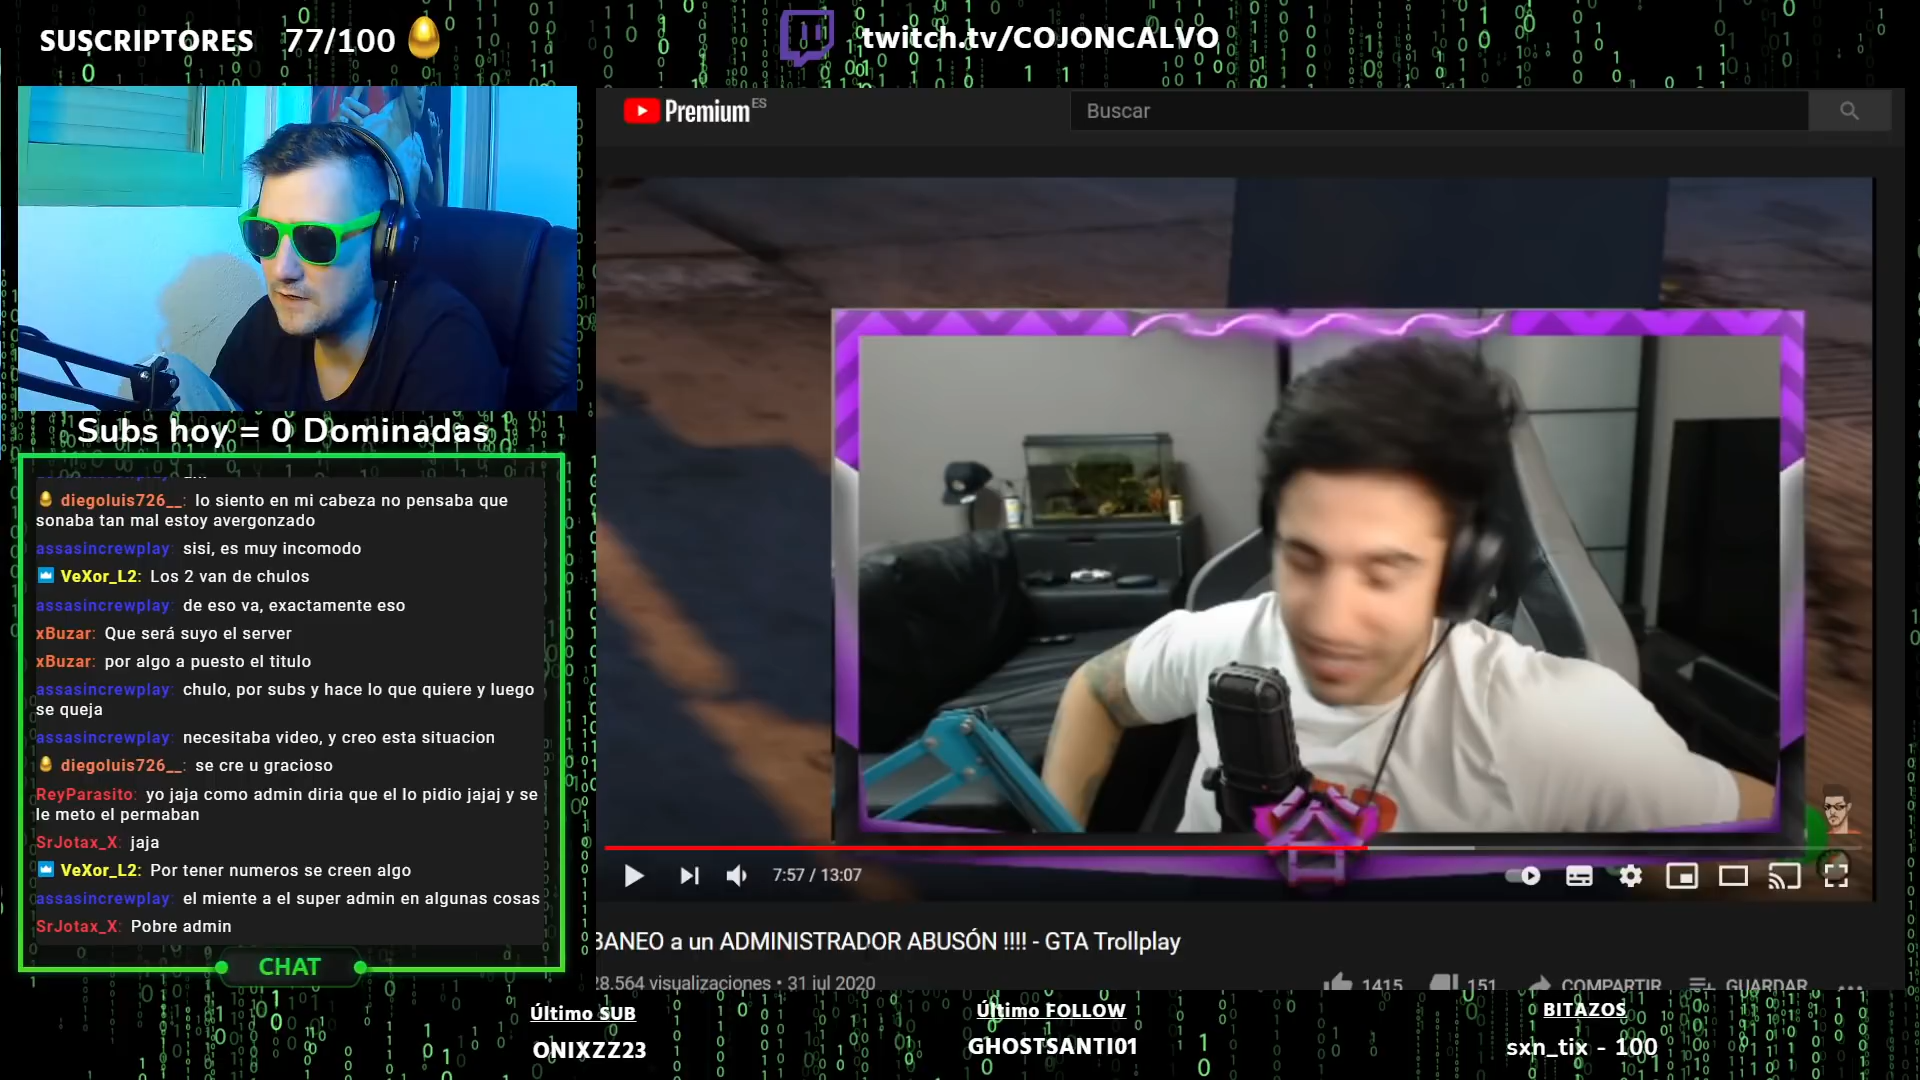 SUSCRIPTORES 77/100
twitch.tv/COJONCALVO
Premium ES
Buscar
Subs hoy = 0 Dominadas
diegoluis726__: lo siento en mi cabeza no pensaba que
sonaba tan mal estoy avergonzado
assasincrewplay: sisi, es muy incomodo
VeXor_L2: Los 2 van de chulos
assasincrewplay: de eso va, exactamente eso
xBuzar: Que será suyo el server
xBuzar: por algo a puesto el titulo
assasincrewplay: chulo, por subs y hace lo que quiere y luego
se queja
assasincrewplay: necesitaba video, y creo esta situacion
diegoluis726__: se cre u gracioso
ReyParasito: yo jaja como admin diria que el lo pidio jajaj y se
le meto el permaban
SrJotax_X: jaja
VeXor_L2: Por tener numeros se creen algo
assasincrewplay: el miente a el super admin en algunas cosas
SrJotax_X: Pobre admin
CHAT
7:57 / 13:07
BANEO a un ADMINISTRADOR ABUSÓN !!!! - GTA Trollplay
28.564 visualizaciones • 31 jul 2020
1415 151 COMPARTIR GUARDAR
Último SUB
ONIXZZ23
Último FOLLOW
GHOSTSANTI01
BITAZOS
sxn_tix - 100